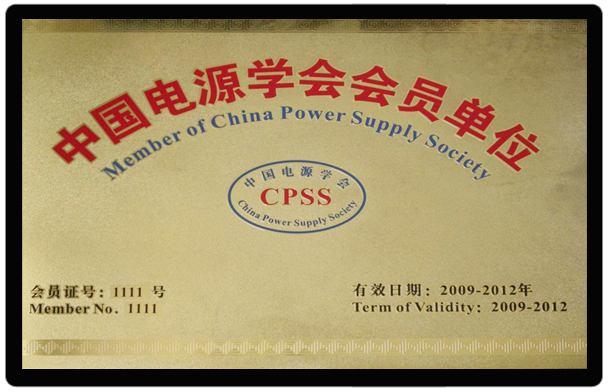 中国电源学会会员单位
Member of China Power Supply Society
中国电源学会
CPSS
China Power Supply Society
会员证号：1111 号
Member No. 1111
有效日期：2009-2012年
Term of Validity：2009-2012